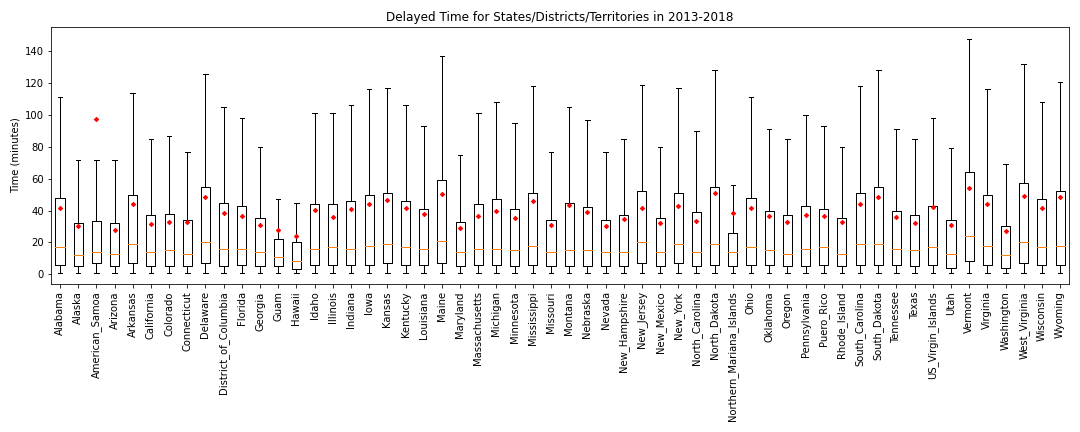 Delayed Time for States/Districts/Territories in 2013-2018
Time (minutes)
140
120
100
80
60
40
20
0
Alabama
Alaska
American_Samoa
Arizona
Arkansas
California
Colorado
Connecticut
Delaware
District_of_Columbia
Florida
Georgia
Guam
Hawaii
Idaho
Illinois
Indiana
Iowa
Kansas
Kentucky
Louisiana
Maine
Maryland
Massachusetts
Michigan
Minnesota
Mississippi
Missouri
Montana
Nebraska
Nevada
New_Hampshire
New_Jersey
New_Mexico
New_York
North_Carolina
North_Dakota
Northern_Mariana_Islands
Ohio
Oklahoma
Oregon
Pennsylvania
Puero_Rico
Rhode_Island
South_Carolina
South_Dakota
Tennessee
Texas
US_Virgin_Islands
Utah
Vermont
Virginia
Washington
West_Virginia
Wisconsin
Wyoming